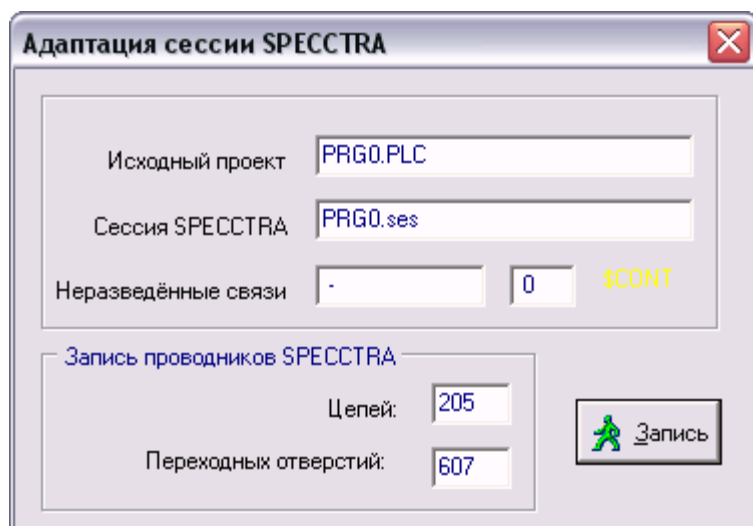 Адаптация сессии SPECCTRA
Исходный проект PRG0.PLC
Сессия SPECCTRA PRG0.ses
Неразведённые связи - 0 $CONT
Запись проводников SPECCTRA
Цепей: 205
Запись
Переходных отверстий: 607